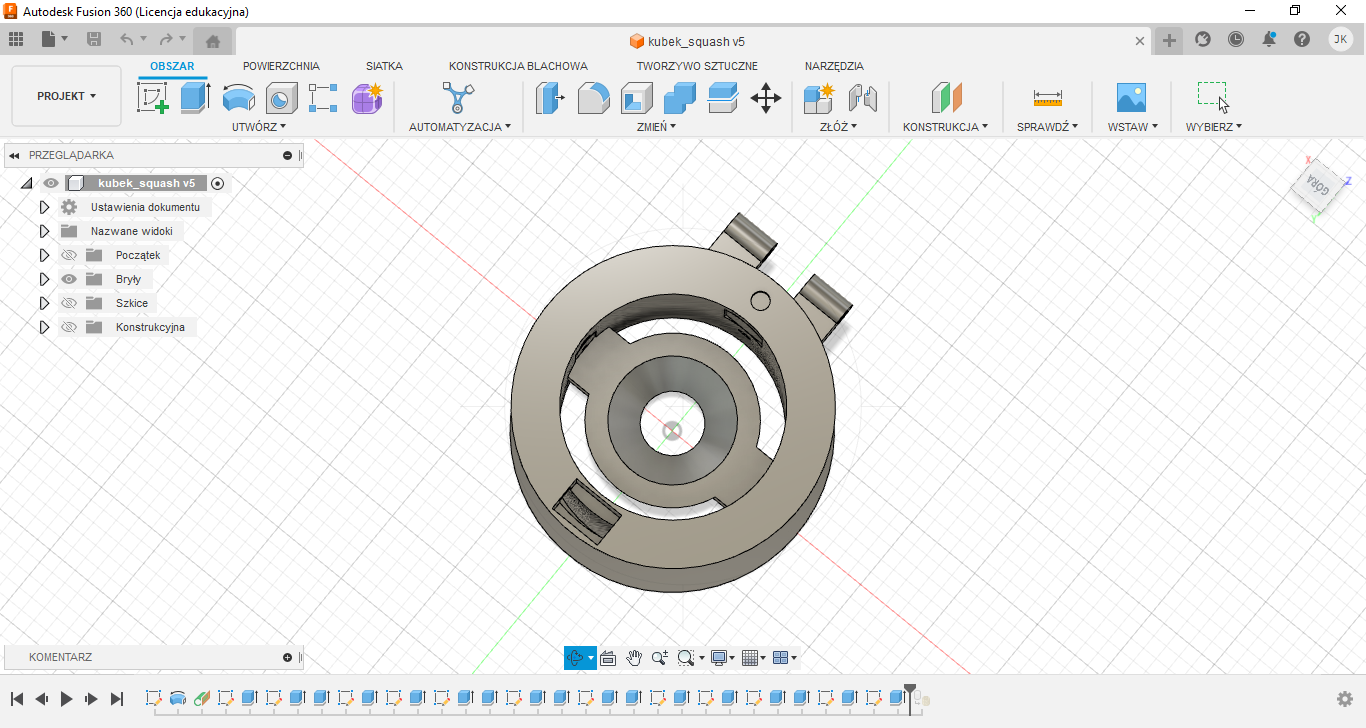 Autodesk Fusion 360 (Licencja edukacyjna)
kubek_squash v5
JK
PROJEKT
OBSZAR
POWIERZCHNIA
SIATKA
KONSTRUKCJA BLACHOWA
TWORZYWO SZTUCZNE
NARZĘDZIA
UTWÓRZ
AUTOMATYZACJA
ZMIEŃ
ZŁÓŻ
KONSTRUKCJA
SPRAWDŹ
WSTAW
WYBIERZ
PRZEGLĄDARKA
kubek_squash v5
Ustawienia dokumentu
Nazwane widoki
Początek
Bryły
Szkice
Konstrukcyjna
X
Z
GÓRA
Y
KOMENTARZ